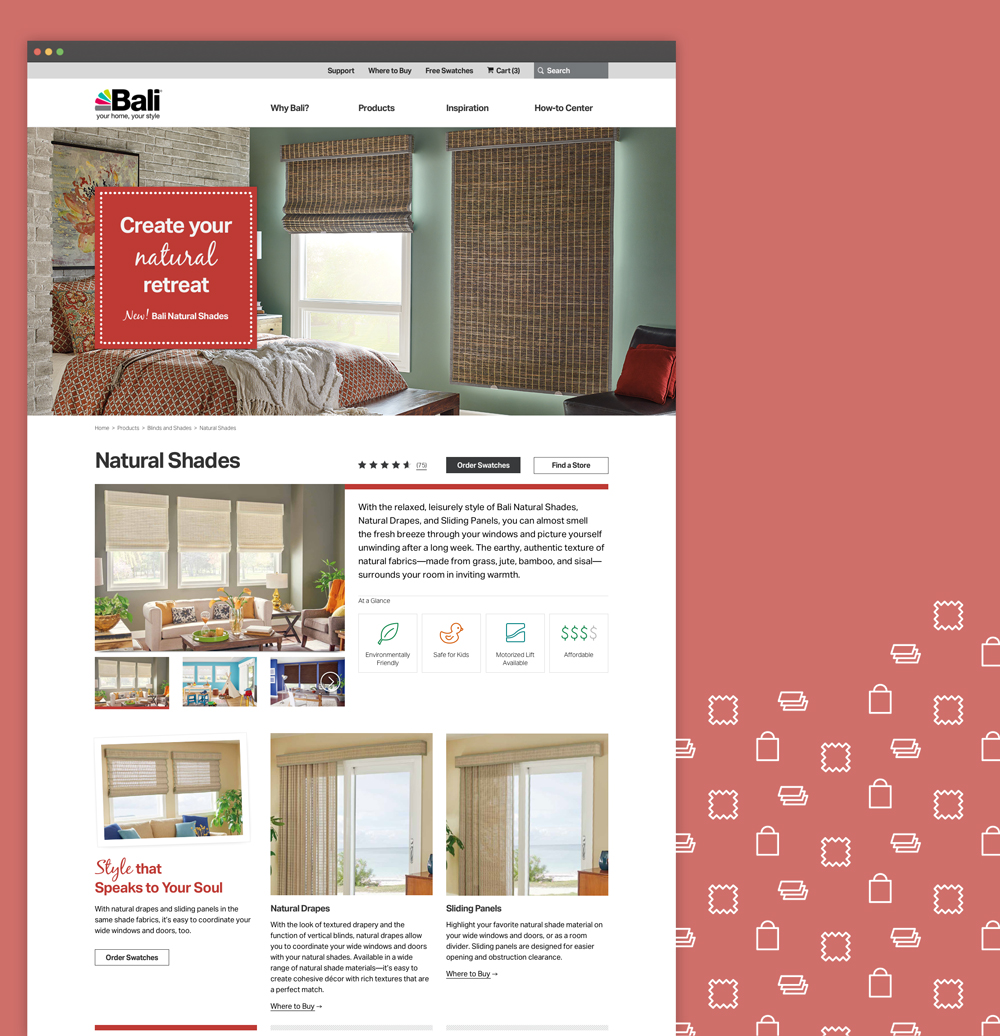 Support Where to Buy Free Swatches Cart (3) Search
Bali
your home, your style
Why Bali? Products Inspiration How-to Center
Create your
natural
retreat
New! Bali Natural Shades
Home > Products > Blinds and Shades > Natural Shades
Natural Shades
(75)
Order Swatches
Find a Store
With the relaxed, leisurely style of Bali Natural Shades,
Natural Drapes, and Sliding Panels, you can almost smell
the fresh breeze through your windows and picture yourself
unwinding after a long week. The earthy, authentic texture of
natural fabrics—made from grass, jute, bamboo, and sisal—
surrounds your room in inviting warmth.
At a Glance
Environmentally
Friendly
Safe for Kids
Motorized Lift
Available
$$$$
Affordable
Style that
Speaks to Your Soul
With natural drapes and sliding panels in the
same shade fabrics, it's easy to coordinate your
wide windows and doors, too.
Order Swatches
Natural Drapes
With the look of textured drapery and the
function of vertical blinds, natural drapes allow
you to coordinate your wide windows and doors
with your natural shades. Available in a wide
range of natural shade materials—it's easy to
create cohesive décor with rich textures that are
a perfect match.
Where to Buy →
Sliding Panels
Highlight your favorite natural shade material on
your wide windows and doors, or as a room
divider. Sliding panels are designed for easier
opening and obstruction clearance.
Where to Buy →